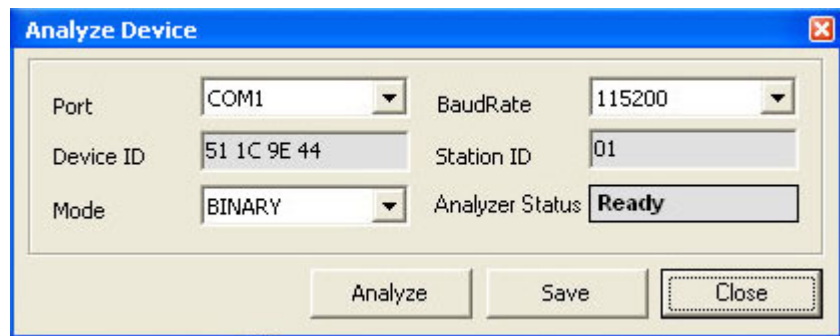 Analyze Device
Port COM1 BaudRate 115200
Device ID 51 1C 9E 44 Station ID 01
Mode BINARY Analyzer Status Ready
Analyze Save Close